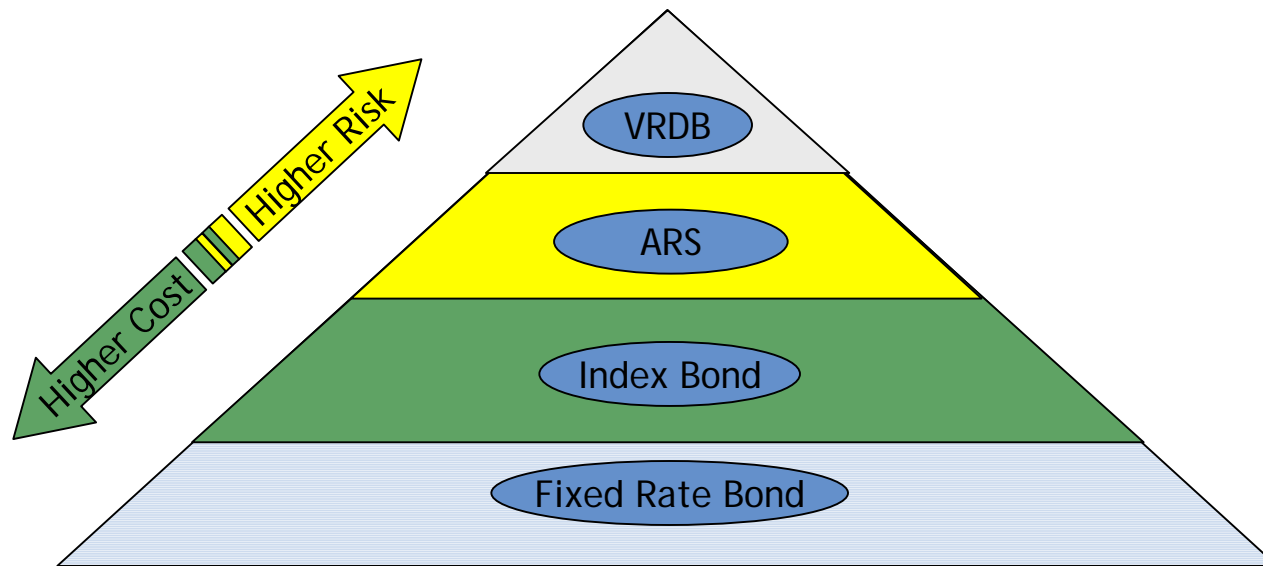 VRDB
Higher Risk
ARS
Higher Cost
Index Bond
Fixed Rate Bond